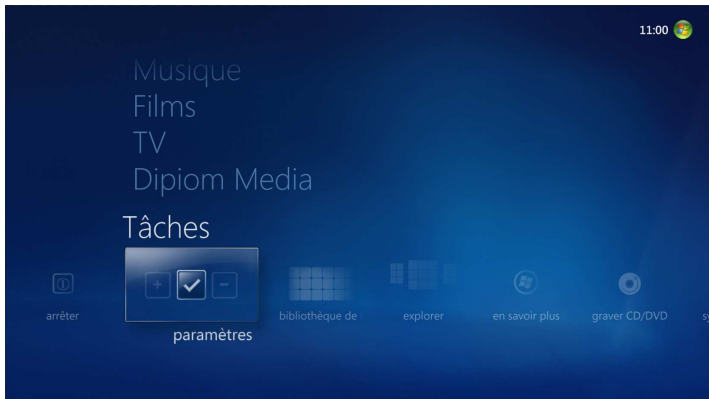 11:00
Musique
Films
TV
Dipiom Media
Tâches
arrêter
paramètres
bibliothèque de
explorer
en savoir plus
graver CD/DVD